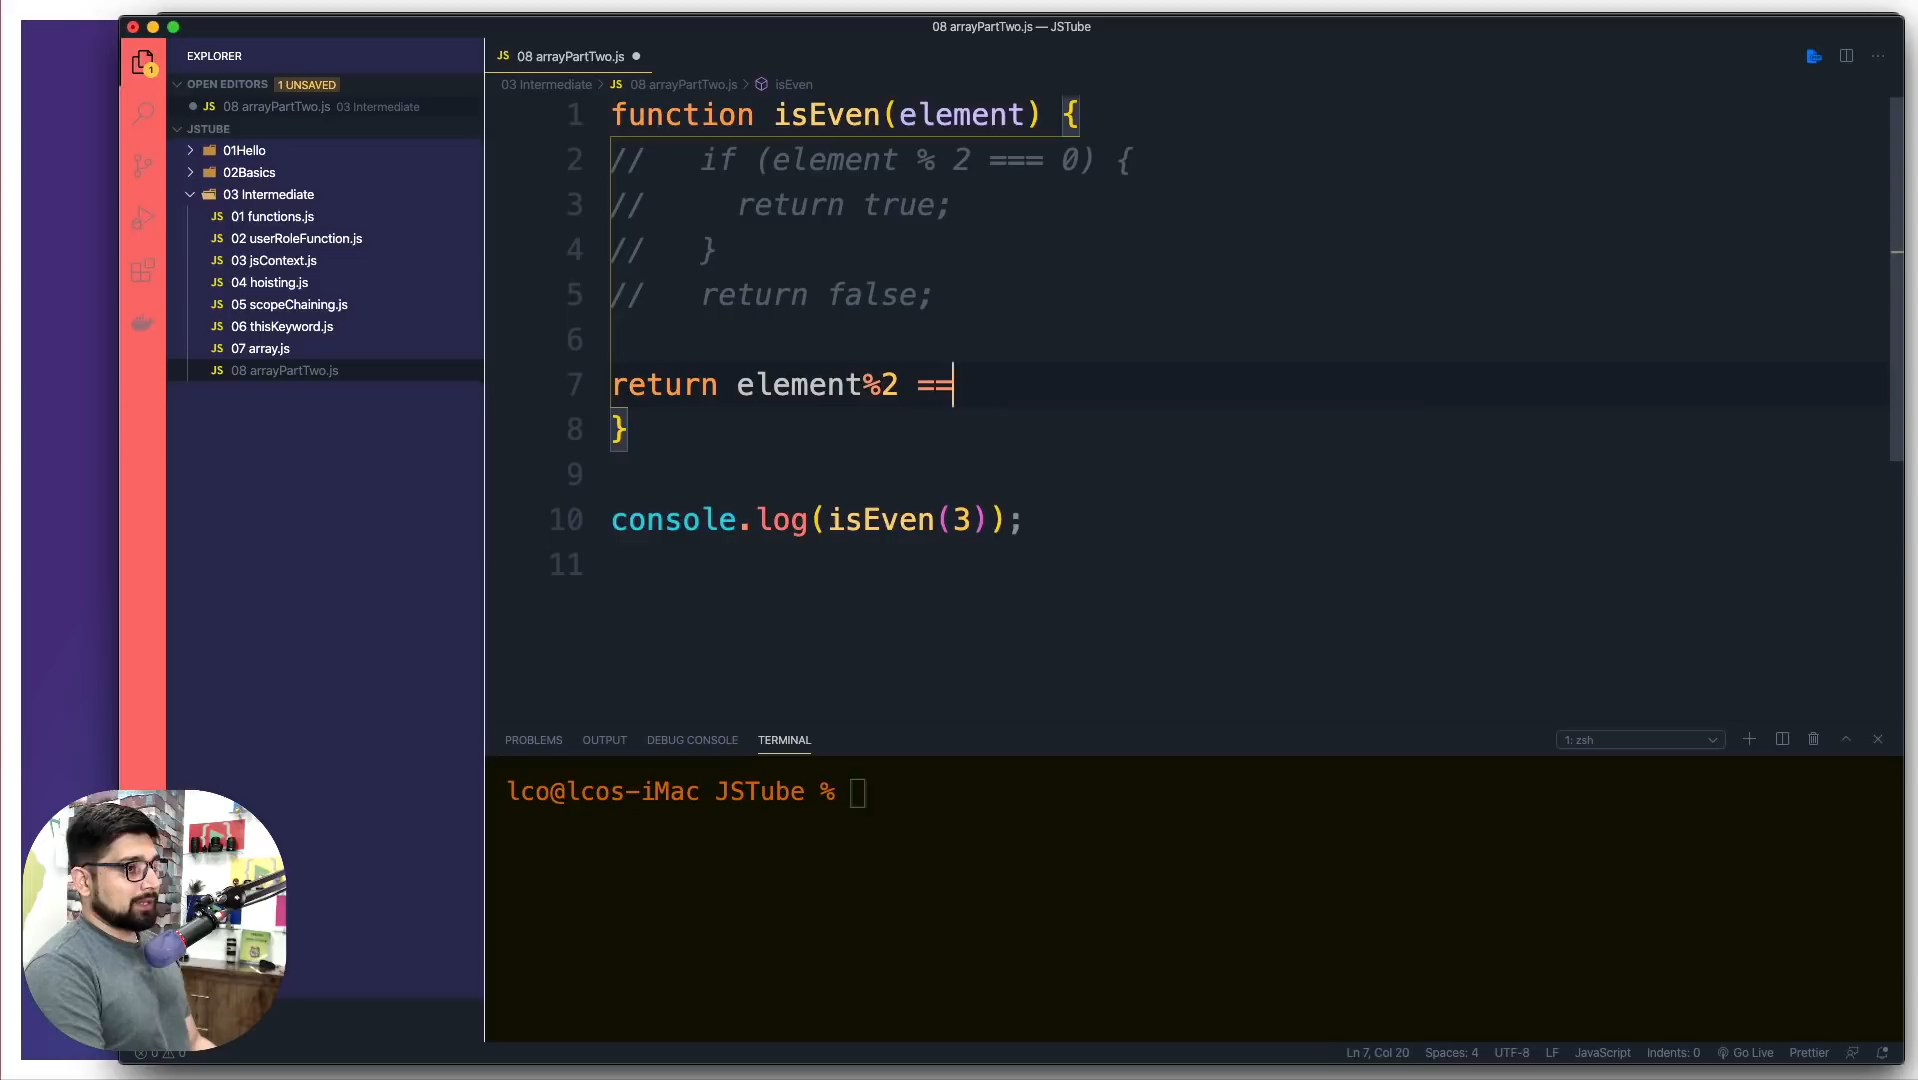 08 arrayPartTwo.js — JSTube
EXPLORER
OPEN EDITORS 1 UNSAVED
JS 08 arrayPartTwo.js 03 Intermediate
JSTUBE
01Hello
02Basics
03 Intermediate
JS 01 functions.js
JS 02 userRoleFunction.js
JS 03 jsContext.js
JS 04 hoisting.js
JS 05 scopeChaining.js
JS 06 thisKeyword.js
JS 07 array.js
JS 08 arrayPartTwo.js
1
JS 08 arrayPartTwo.js
03 Intermediate > JS 08 arrayPartTwo.js > isEven
1 function isEven(element) {
2 //   if (element % 2 === 0) {
3 //     return true;
4 //   }
5 //   return false;
6
7 return element%2 ==
8 }
9
10 console.log(isEven(3));
11
PROBLEMS OUTPUT DEBUG CONSOLE TERMINAL 1: zsh
lco@lcos-iMac JSTube %
0 0 Ln 7, Col 20 Spaces: 4 UTF-8 LF JavaScript Indents: 0 Go Live Prettier